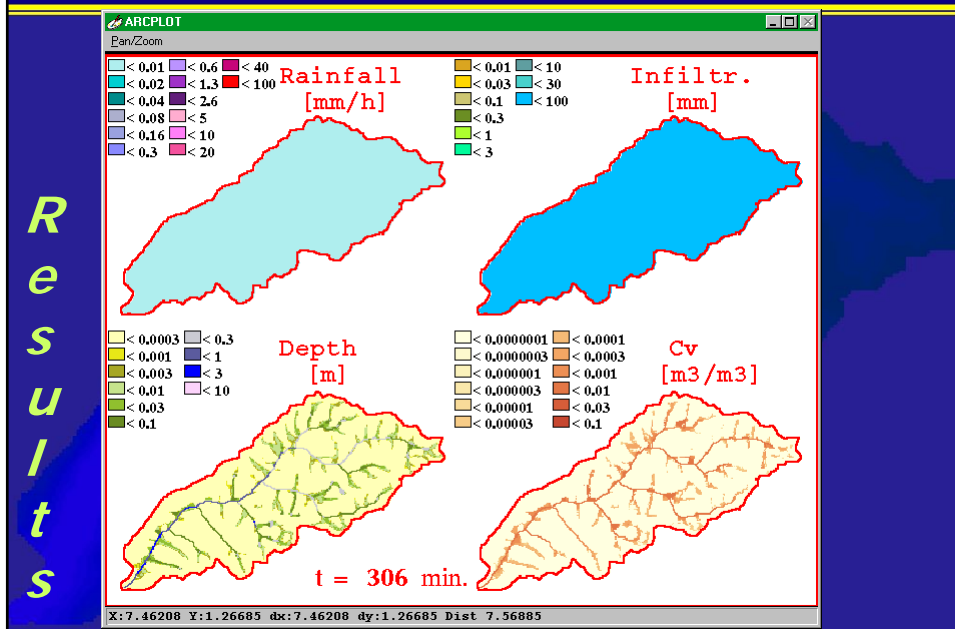 ARCPLOT
Pan/Zoom
Results
Rainfall
[mm/h]
< 0.01 < 0.6 < 40
< 0.02 < 1.3 < 100
< 0.04 < 2.6
< 0.08 < 5
< 0.16 < 10
< 0.3 < 20
Infiltr.
[mm]
< 0.01 < 10
< 0.03 < 30
< 0.1 < 100
< 0.3
< 1
< 3
Depth
[m]
< 0.0003 < 0.3
< 0.001 < 1
< 0.003 < 3
< 0.01 < 10
< 0.03
< 0.1
Cv
[m3/m3]
< 0.0000001 < 0.0001
< 0.0000003 < 0.0003
< 0.000001 < 0.001
< 0.000003 < 0.01
< 0.00001 < 0.03
< 0.00003 < 0.1
t = 306 min.
X:7.46208 Y:1.26685 dx:7.46208 dy:1.26685 Dist 7.56885